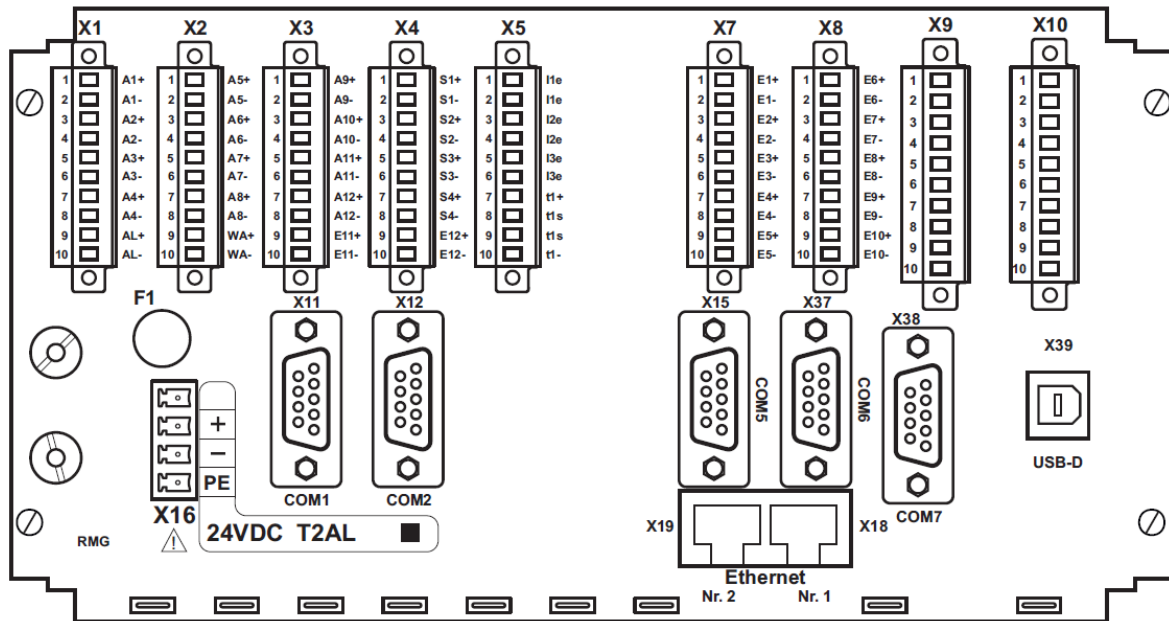 X1 X2 X3 X4 X5 X7 X8 X9 X10
1 A1+ 1 A5+ 1 A9+ 1 S1+ 1 I1e 1 E1+ 1 E6+ 1 1
2 A1- 2 A5- 2 A9- 2 S1- 2 I1e 2 E1- 2 E6- 2 2
3 A2+ 3 A6+ 3 A10+ 3 S2+ 3 I2e 3 E2+ 3 E7+ 3 3
4 A2- 4 A6- 4 A10- 4 S2- 4 I2e 4 E2- 4 E7- 4 4
5 A3+ 5 A7+ 5 A11+ 5 S3+ 5 I3e 5 E3+ 5 E8+ 5 5
6 A3- 6 A7- 6 A11- 6 S3- 6 I3e 6 E3- 6 E8- 6 6
7 A4+ 7 A8+ 7 A12+ 7 S4+ 7 t1+ 7 E4+ 7 E9+ 7 7
8 A4- 8 A8- 8 A12- 8 S4- 8 t1s 8 E4- 8 E9- 8 8
9 AL+ 9 WA+ 9 E11+ 9 E12+ 9 t1s 9 E5+ 9 E10+ 9 9
10 AL- 10 WA- 10 E11- 10 E12- 10 t1- 10 E5- 10 E10- 10 10
F1 X11 X12 X15 X37 X38 X39
COM5 COM6
+
-
PE
USB-D
COM1 COM2 COM7
X16
24VDC T2AL
X19 X18
RMG
Ethernet
Nr. 2 Nr. 1